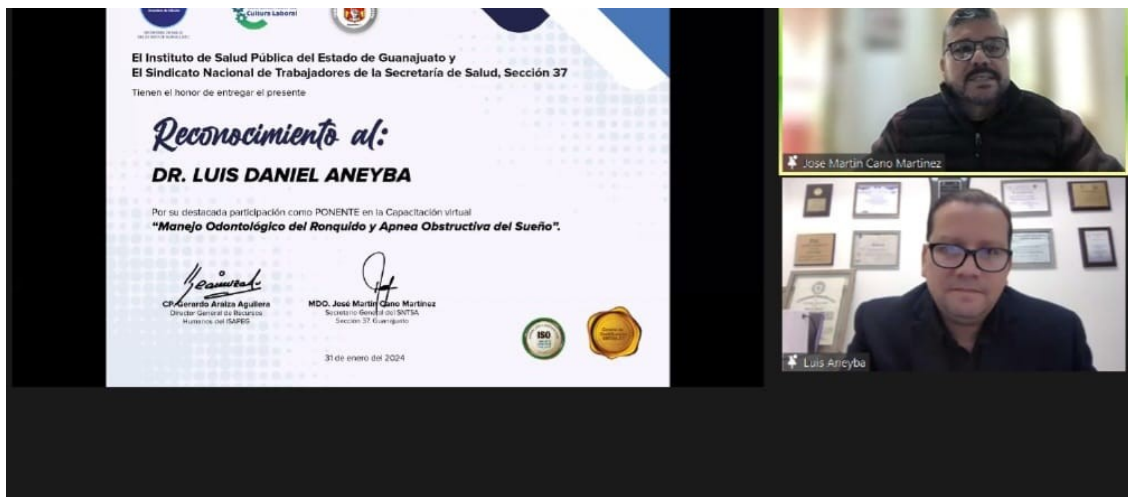 Cultura Laboral
El Instituto de Salud Pública del Estado de Guanajuato y
El Sindicato Nacional de Trabajadores de la Secretaría de Salud, Sección 37
Tienen el honor de entregar el presente
Reconocimiento al:
DR. LUIS DANIEL ANEYBA
Por su destacada participación como PONENTE en la Capacitación virtual
“Manejo Odontológico del Ronquido y Apnea Obstructiva del Sueño”.
CP. Gerardo Araiza Aguilera
Director General de Recursos
Humanos del ISAPEG
MDO. José Martín Cano Martínez
Secretario General del SNTSA
Sección 37, Guanajuato
ISO
31 de enero del 2024
Jose Martin Cano Martinez
Luis Aneyba